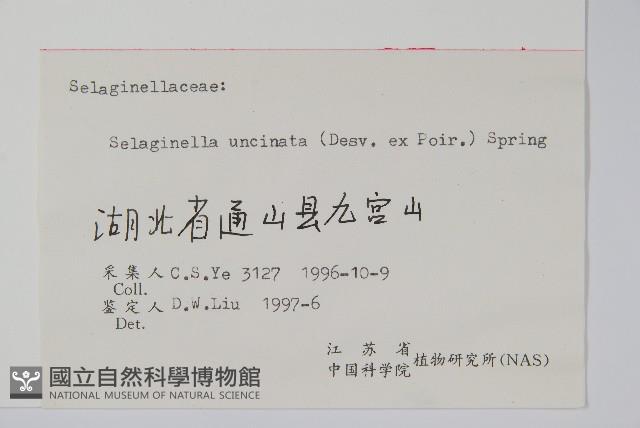 Selaginellaceae:
Selaginella uncinata (Desv. ex Poir.) Spring
湖北省通山县九宫山
采集人 C.S.Ye 3127 1996-10-9
Coll.
鉴定人 D.W.Liu 1997-6
Det.
江苏省
中国科学院 植物研究所(NAS)
國立自然科學博物館
NATIONAL MUSEUM OF NATURAL SCIENCE